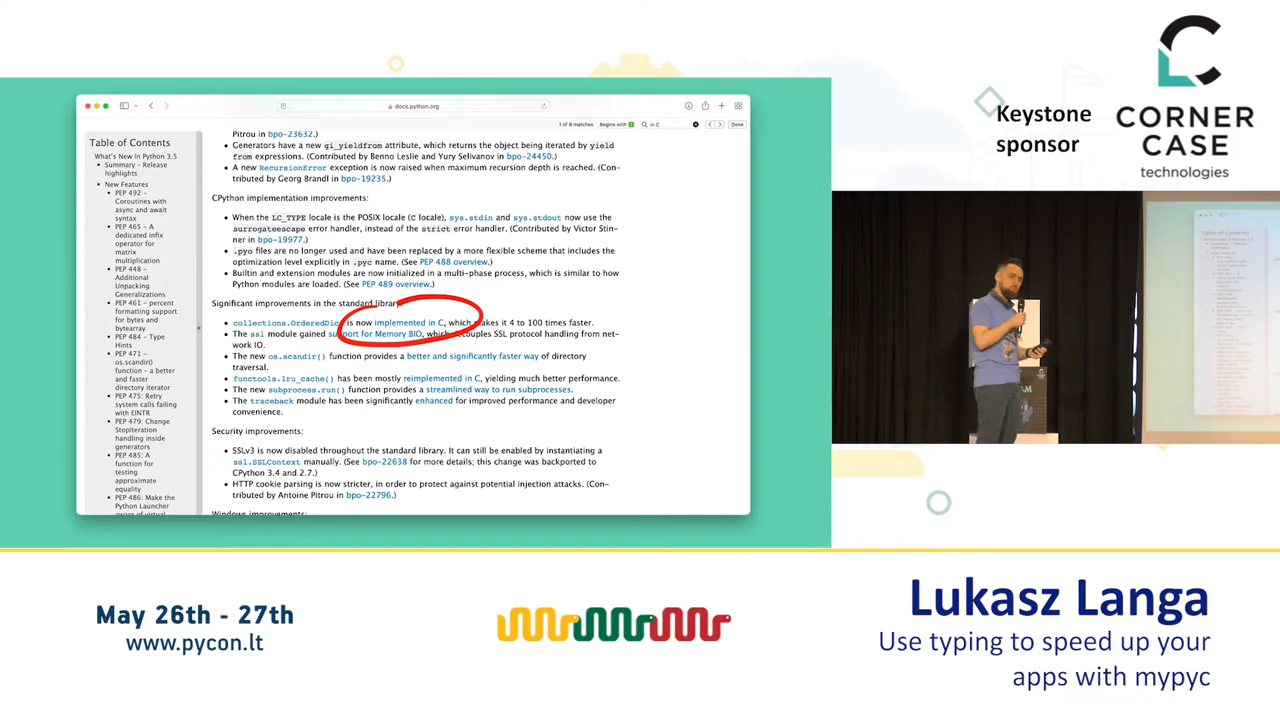 docs.python.org
1 of 8 matches Begins with in C Done
Table of Contents
What's New In Python 3.5
Summary – Release
highlights
New Features
PEP 492 –
Coroutines with
async and await
syntax
PEP 465 – A
dedicated infix
operator for
matrix
multiplication
PEP 448 –
Additional
Unpacking
Generalizations
PEP 461 – percent
formatting support
for bytes and
bytearray
PEP 484 – Type
Hints
PEP 471 –
os.scandir()
function – a better
and faster
directory iterator
PEP 475: Retry
system calls failing
with EINTR
PEP 479: Change
StopIteration
handling inside
generators
PEP 485: A
function for
testing
approximate
equality
PEP 486: Make the
Python Launcher
aware of virtual
Pitrou in bpo-23632.)
Generators have a new gi_yieldfrom attribute, which returns the object being iterated by yield
from expressions. (Contributed by Benno Leslie and Yury Selivanov in bpo-24450.)
A new RecursionError exception is now raised when maximum recursion depth is reached. (Con-
tributed by Georg Brandl in bpo-19235.)
CPython implementation improvements:
When the LC_TYPE locale is the POSIX locale (C locale), sys.stdin and sys.stdout now use the
surrogateescape error handler, instead of the strict error handler. (Contributed by Victor Stin-
ner in bpo-19977.)
.pyo files are no longer used and have been replaced by a more flexible scheme that includes the
optimization level explicitly in .pyc name. (See PEP 488 overview.)
Builtin and extension modules are now initialized in a multi-phase process, which is similar to how
Python modules are loaded. (See PEP 489 overview.)
Significant improvements in the standard library:
collections.OrderedDict is now implemented in C, which makes it 4 to 100 times faster.
The ssl module gained support for Memory BIO, which decouples SSL protocol handling from net-
work IO.
The new os.scandir() function provides a better and significantly faster way of directory
traversal.
functools.lru_cache() has been mostly reimplemented in C, yielding much better performance.
The new subprocess.run() function provides a streamlined way to run subprocesses.
The traceback module has been significantly enhanced for improved performance and developer
convenience.
Security improvements:
SSLv3 is now disabled throughout the standard library. It can still be enabled by instantiating a
ssl.SSLContext manually. (See bpo-22638 for more details; this change was backported to
CPython 3.4 and 2.7.)
HTTP cookie parsing is now stricter, in order to protect against potential injection attacks. (Con-
tributed by Antoine Pitrou in bpo-22796.)
Windows improvements:
Keystone
sponsor
CORNER
CASE
technologies
May 26th - 27th
www.pycon.lt
Lukasz Langa
Use typing to speed up your
apps with mypyc